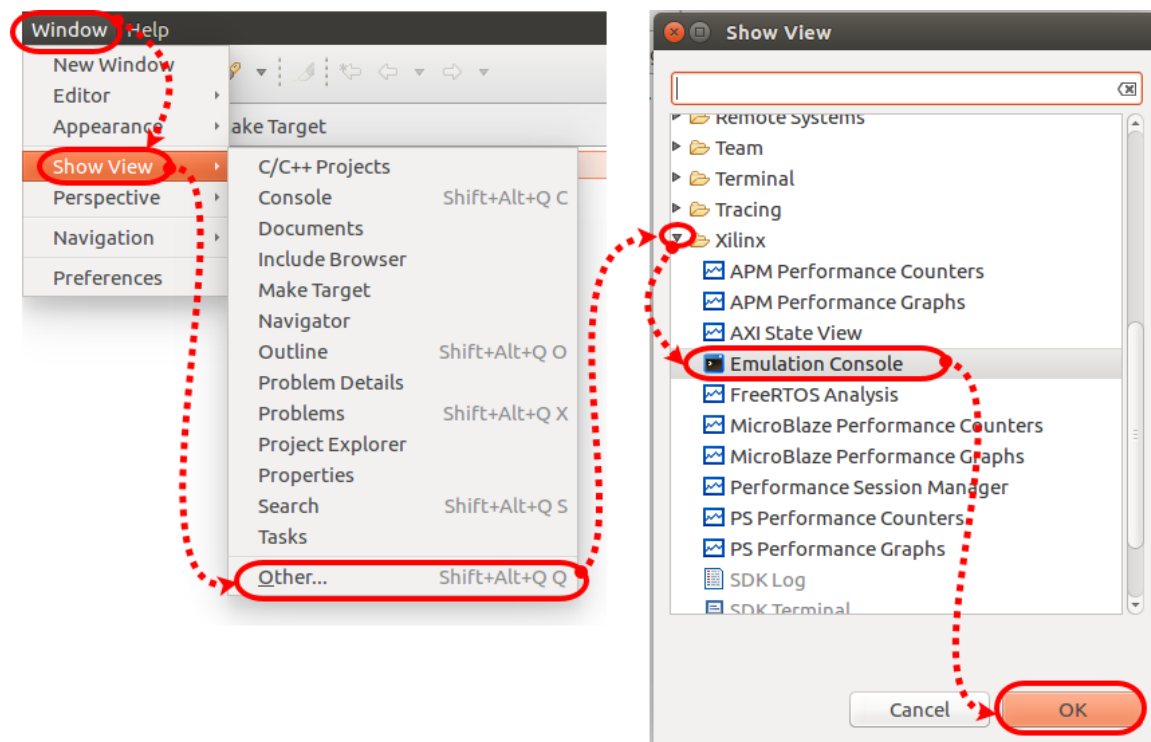 Window Help
New Window
Editor
Appearance
Show View
Perspective
Navigation
Preferences
ake Target
C/C++ Projects
Console Shift+Alt+Q C
Documents
Include Browser
Make Target
Navigator
Outline Shift+Alt+Q O
Problem Details
Problems Shift+Alt+Q X
Project Explorer
Properties
Search Shift+Alt+Q S
Tasks
Other... Shift+Alt+Q Q
Show View
Remote Systems
Team
Terminal
Tracing
Xilinx
APM Performance Counters
APM Performance Graphs
AXI State View
Emulation Console
FreeRTOS Analysis
MicroBlaze Performance Counters
MicroBlaze Performance Graphs
Performance Session Manager
PS Performance Counters
PS Performance Graphs
SDK Log
SDK Terminal
Cancel OK